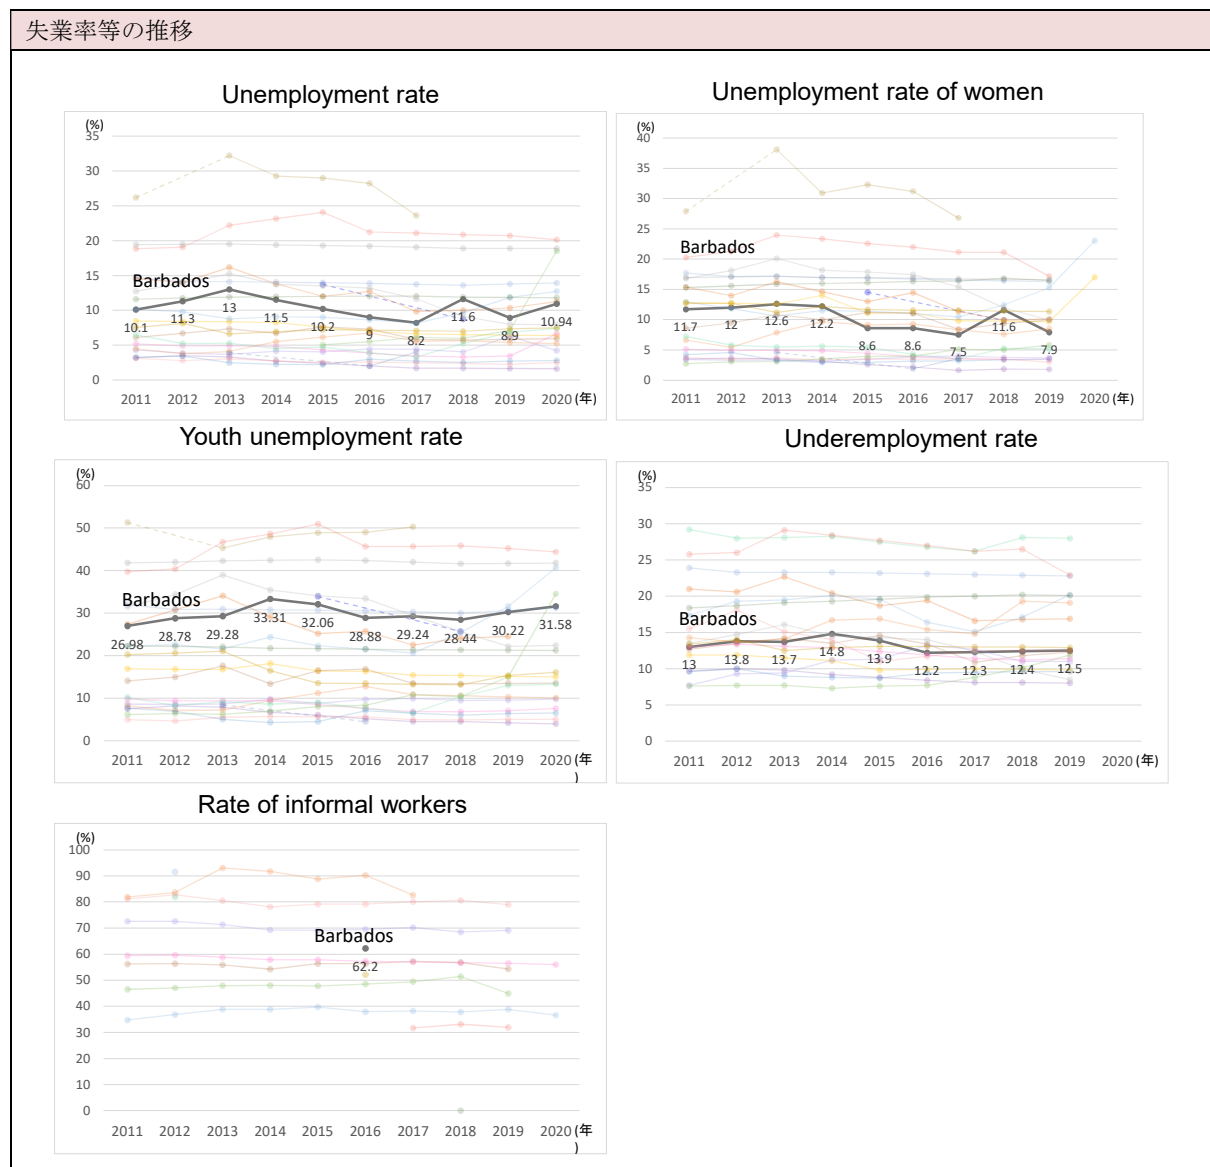 失業率等の推移
Unemployment rate
(%)
35
30
25
20
15
10
5
0
Barbados
10.1 11.3 13 11.5 10.2 9 8.2 11.6 8.9 10.94
2011 2012 2013 2014 2015 2016 2017 2018 2019 2020 (年)
Unemployment rate of women
(%)
40
35
30
25
20
15
10
5
0
Barbados
11.7 12 12.6 12.2 8.6 8.6 7.5 11.6 7.9
2011 2012 2013 2014 2015 2016 2017 2018 2019 2020 (年)
Youth unemployment rate
(%)
60
50
40
30
20
10
0
Barbados
26.98 28.78 29.28 33.31 32.06 28.88 29.24 28.44 30.22 31.58
2011 2012 2013 2014 2015 2016 2017 2018 2019 2020 (年
)
Underemployment rate
(%)
35
30
25
20
15
10
5
0
Barbados
13 13.8 13.7 14.8 13.9 12.2 12.3 12.4 12.5
2011 2012 2013 2014 2015 2016 2017 2018 2019 2020 (年)
Rate of informal workers
(%)
100
90
80
70
60
50
40
30
20
10
0
Barbados
62.2
2011 2012 2013 2014 2015 2016 2017 2018 2019 2020 (年
)